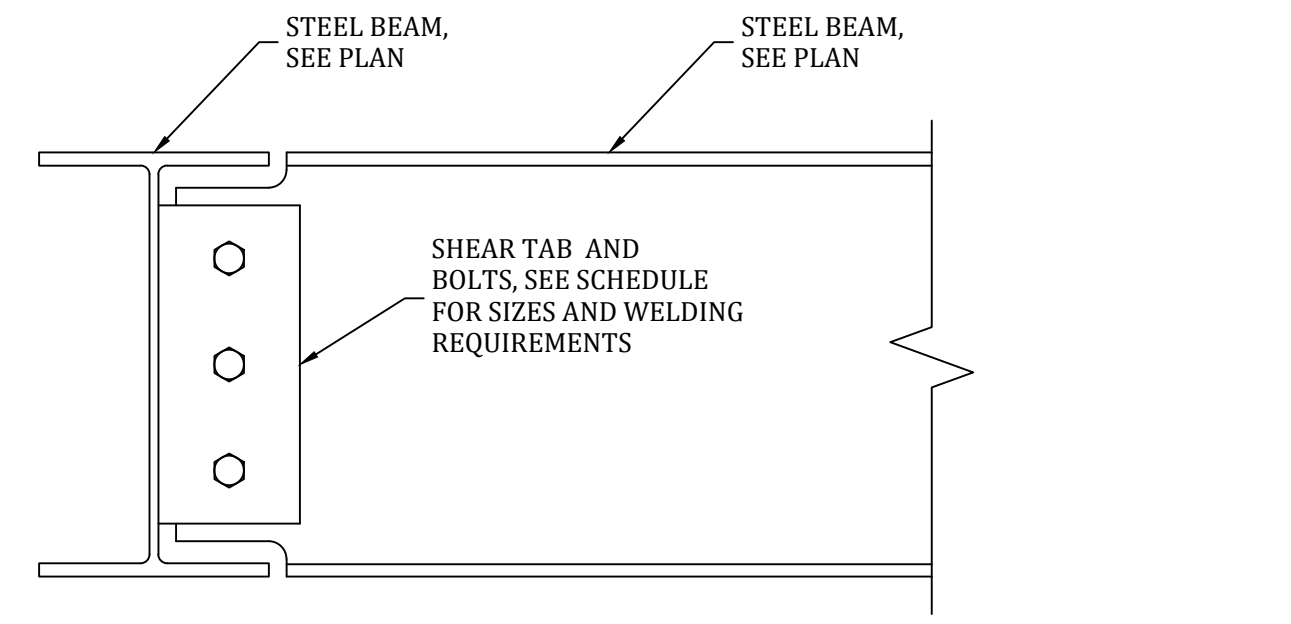 STEEL BEAM,
SEE PLAN
STEEL BEAM,
SEE PLAN
SHEAR TAB AND
BOLTS, SEE SCHEDULE
FOR SIZES AND WELDING
REQUIREMENTS